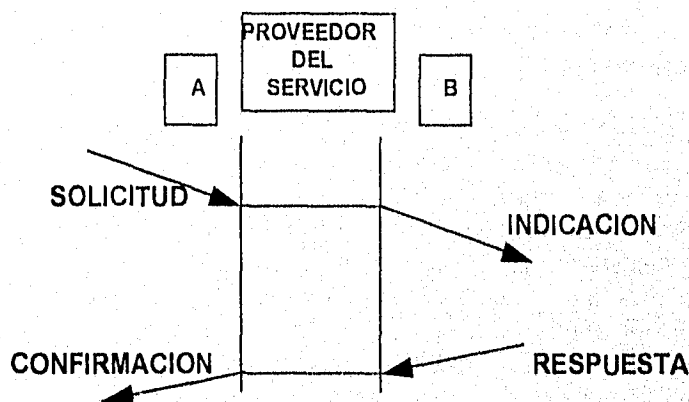 PROVEEDOR
DEL
SERVICIO
A
B
SOLICITUD
INDICACION
CONFIRMACION
RESPUESTA